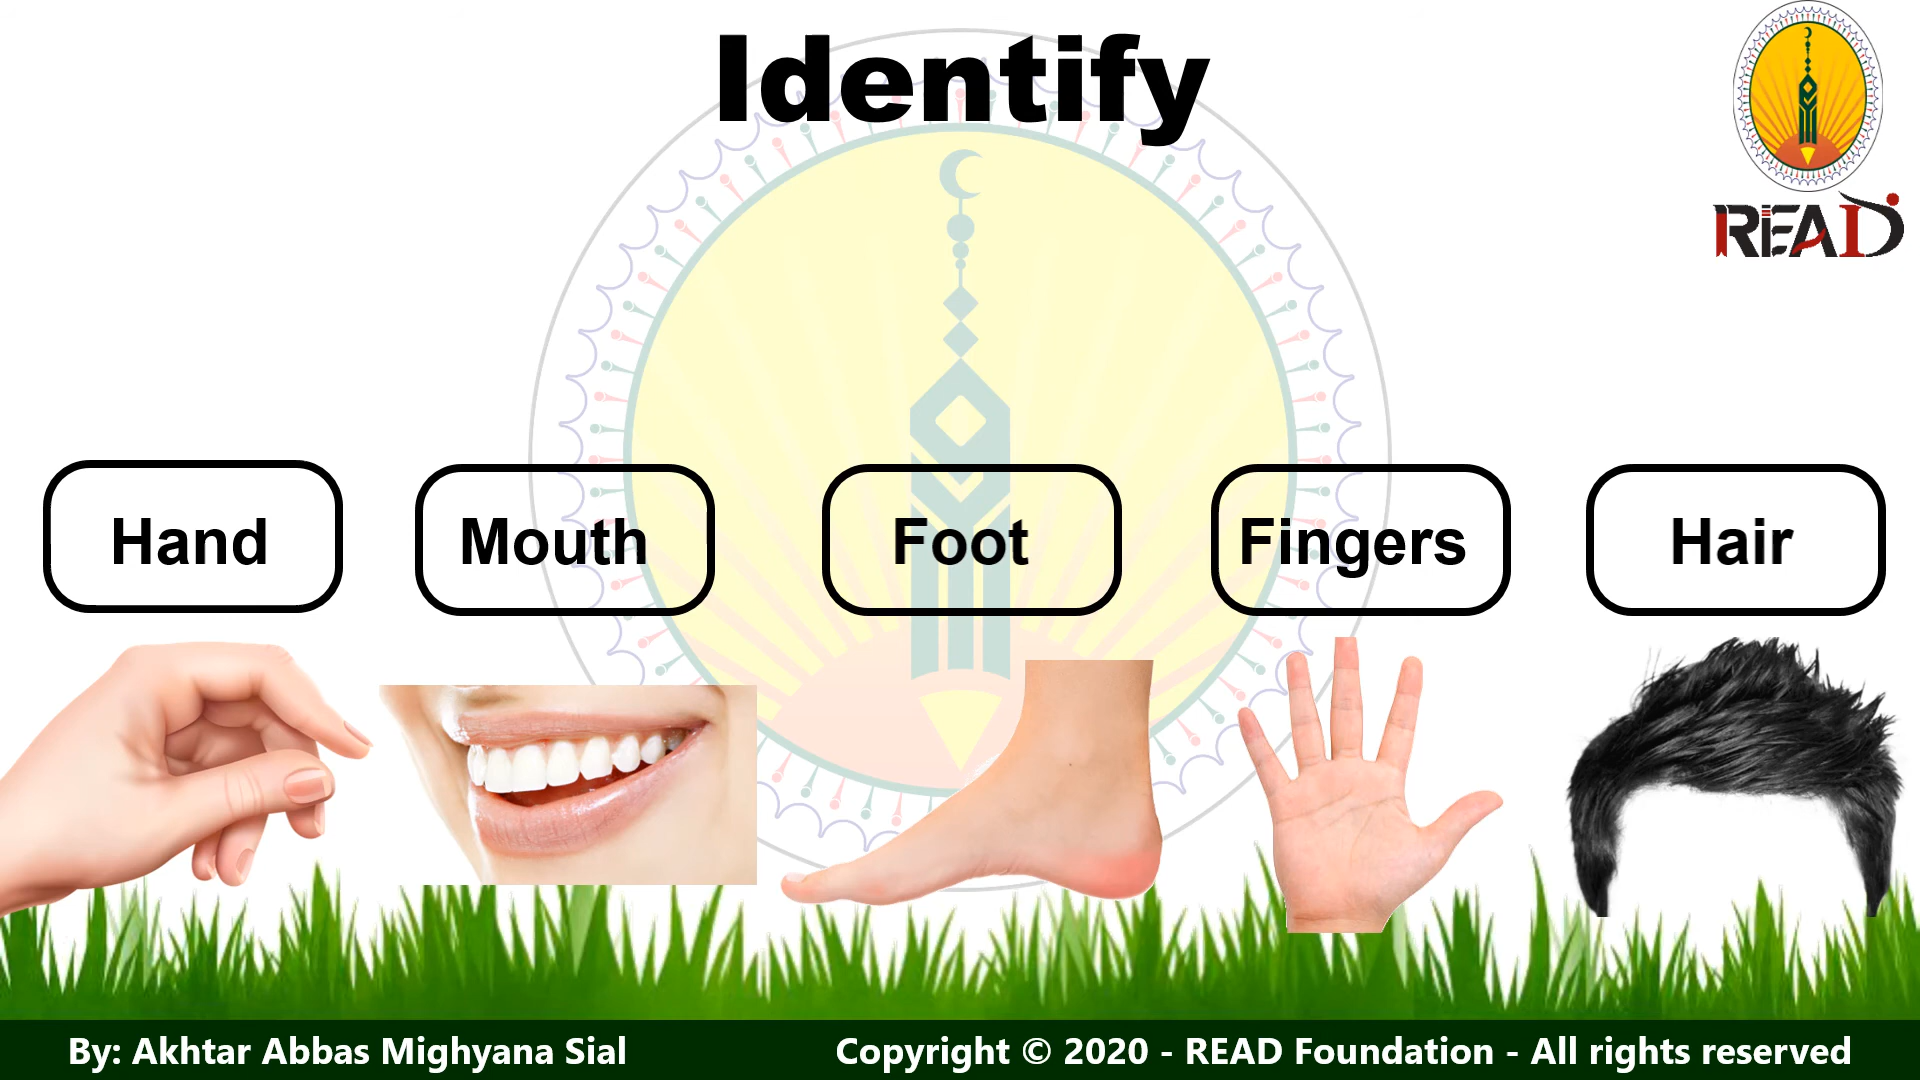 Identify
READ
Hand
Mouth
Foot
Fingers
Hair
By: Akhtar Abbas Mighyana Sial
Copyright © 2020 - READ Foundation - All rights reserved